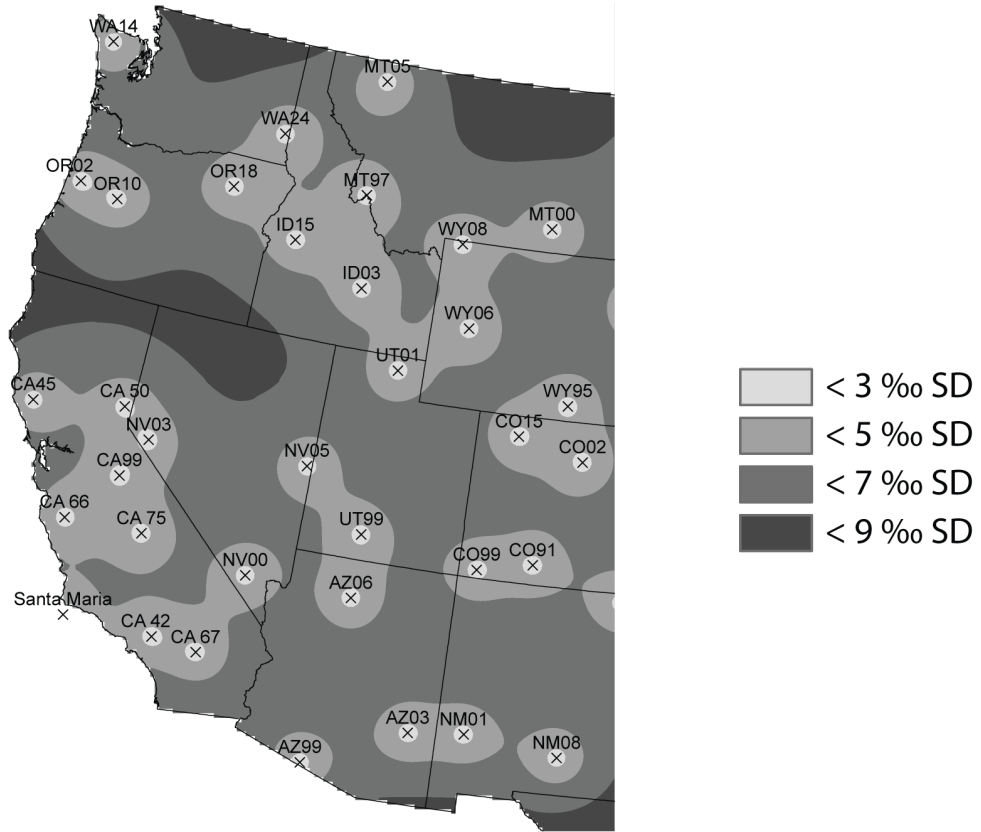 WA14
MT05
WA24
OR02
OR10
OR18
MT97
ID15
WY08
MT00
ID03
WY06
UT01
CA45
CA 50
WY95
NV03
CO15
CO02
CA99
NV05
CA 66
CA 75
UT99
NV00
CO99
CO91
AZ06
Santa Maria
CA 42
CA 67
AZ03
NM01
AZ99
NM08
< 3 ‰ SD
< 5 ‰ SD
< 7 ‰ SD
< 9 ‰ SD